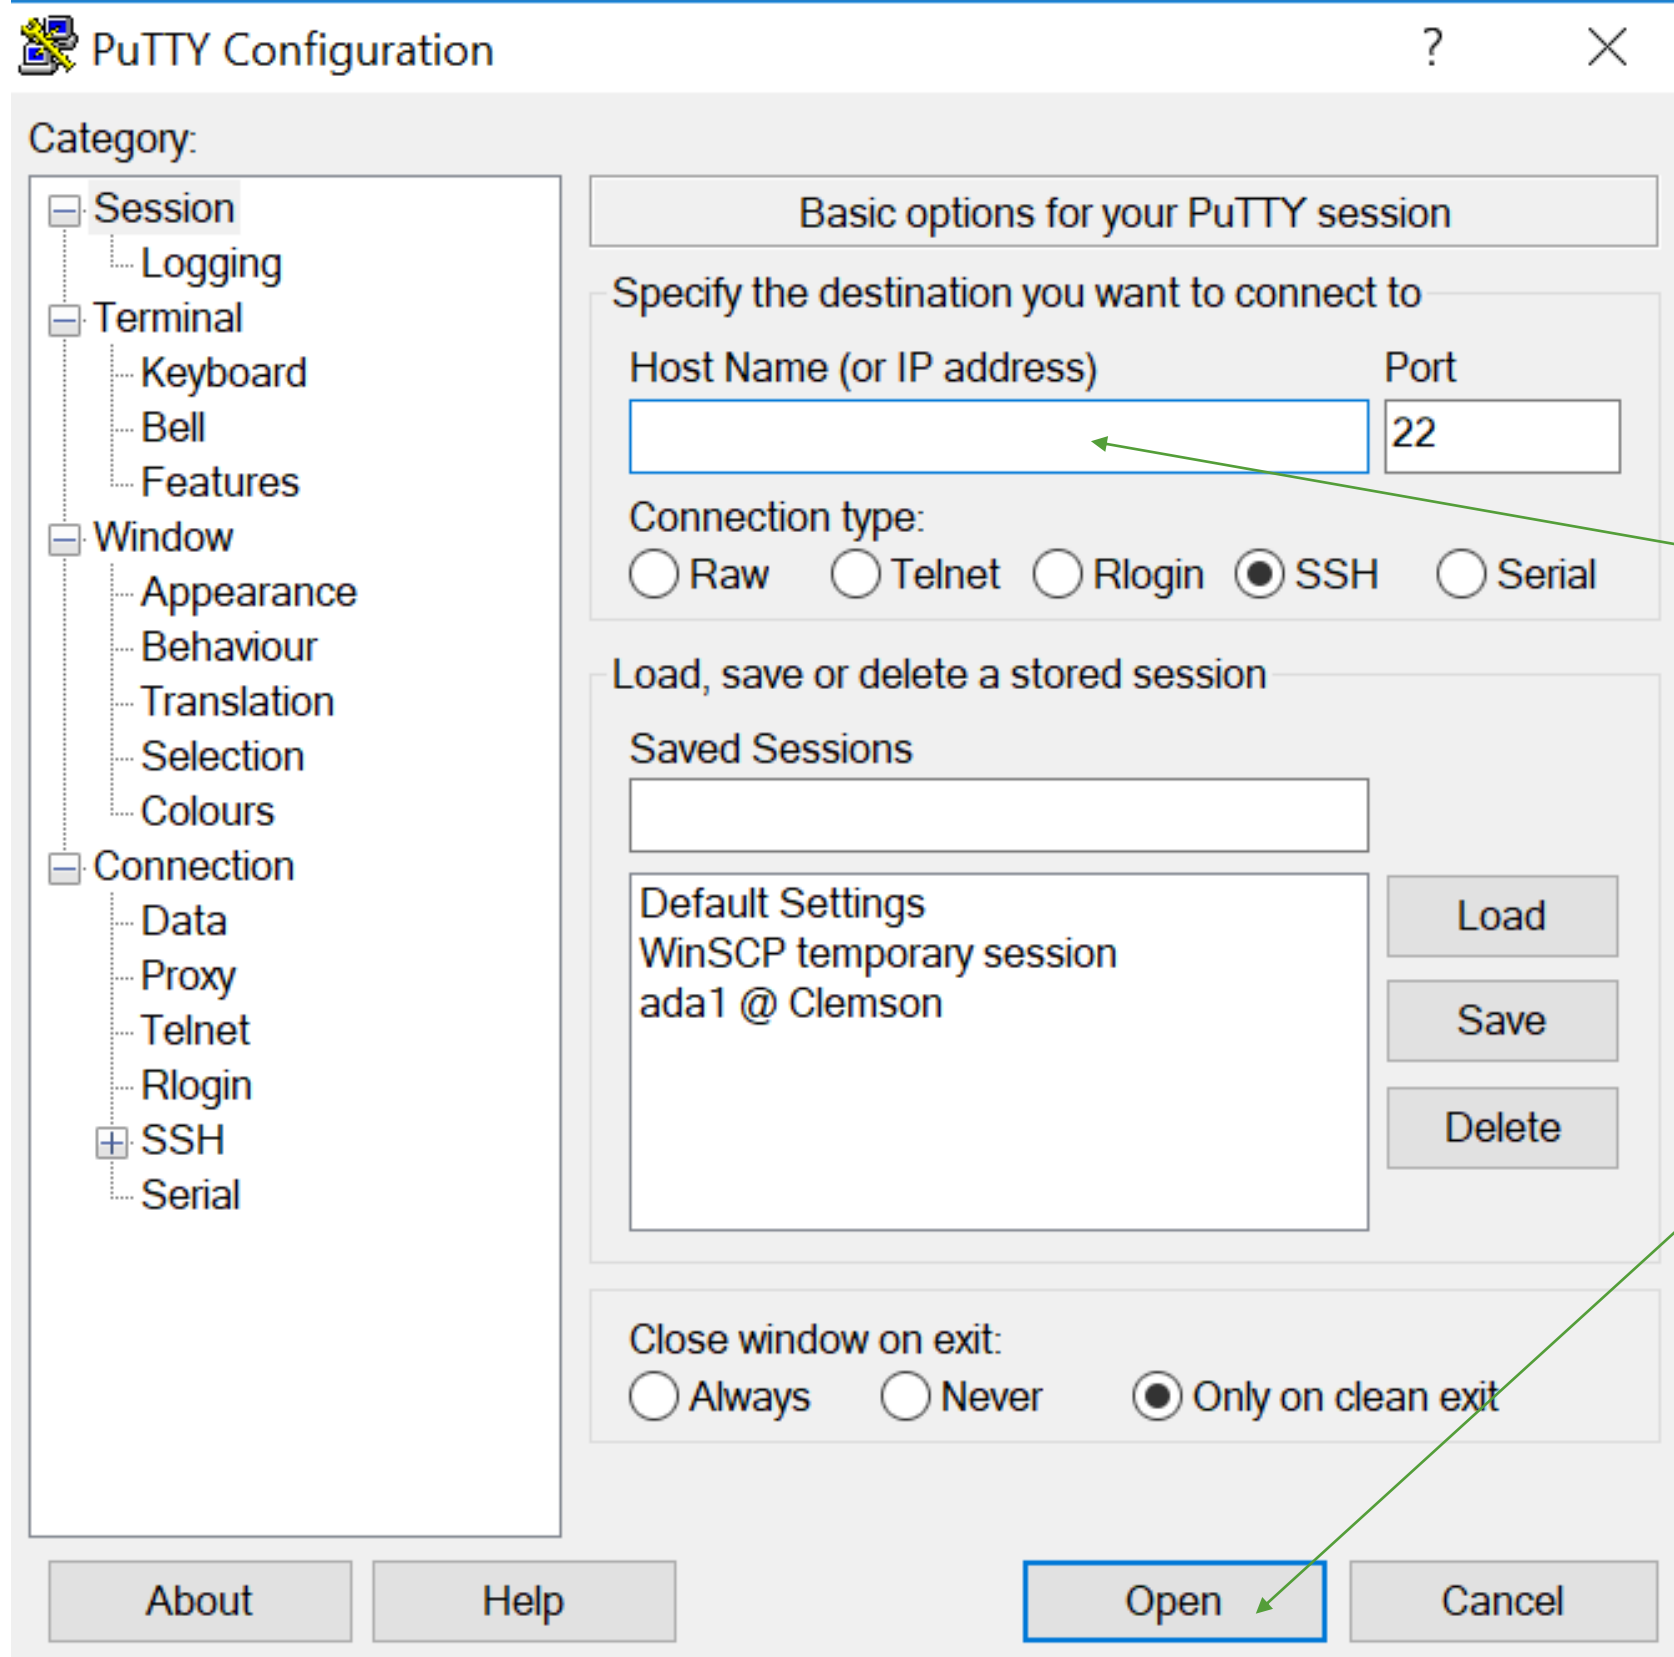 PuTTY Configuration
?
Category:
Session
Logging
Terminal
Keyboard
Bell
Features
Window
Appearance
Behaviour
Translation
Selection
Colours
Connection
Data
Proxy
Telnet
Rlogin
SSH
Serial
Basic options for your PuTTY session
Specify the destination you want to connect to
Host Name (or IP address) Port
22
Connection type:
Raw Telnet Rlogin SSH Serial
Load, save or delete a stored session
Saved Sessions
Default Settings
WinSCP temporary session
ada1 @ Clemson
Load
Save
Delete
Close window on exit:
Always Never Only on clean exit
About Help Open Cancel